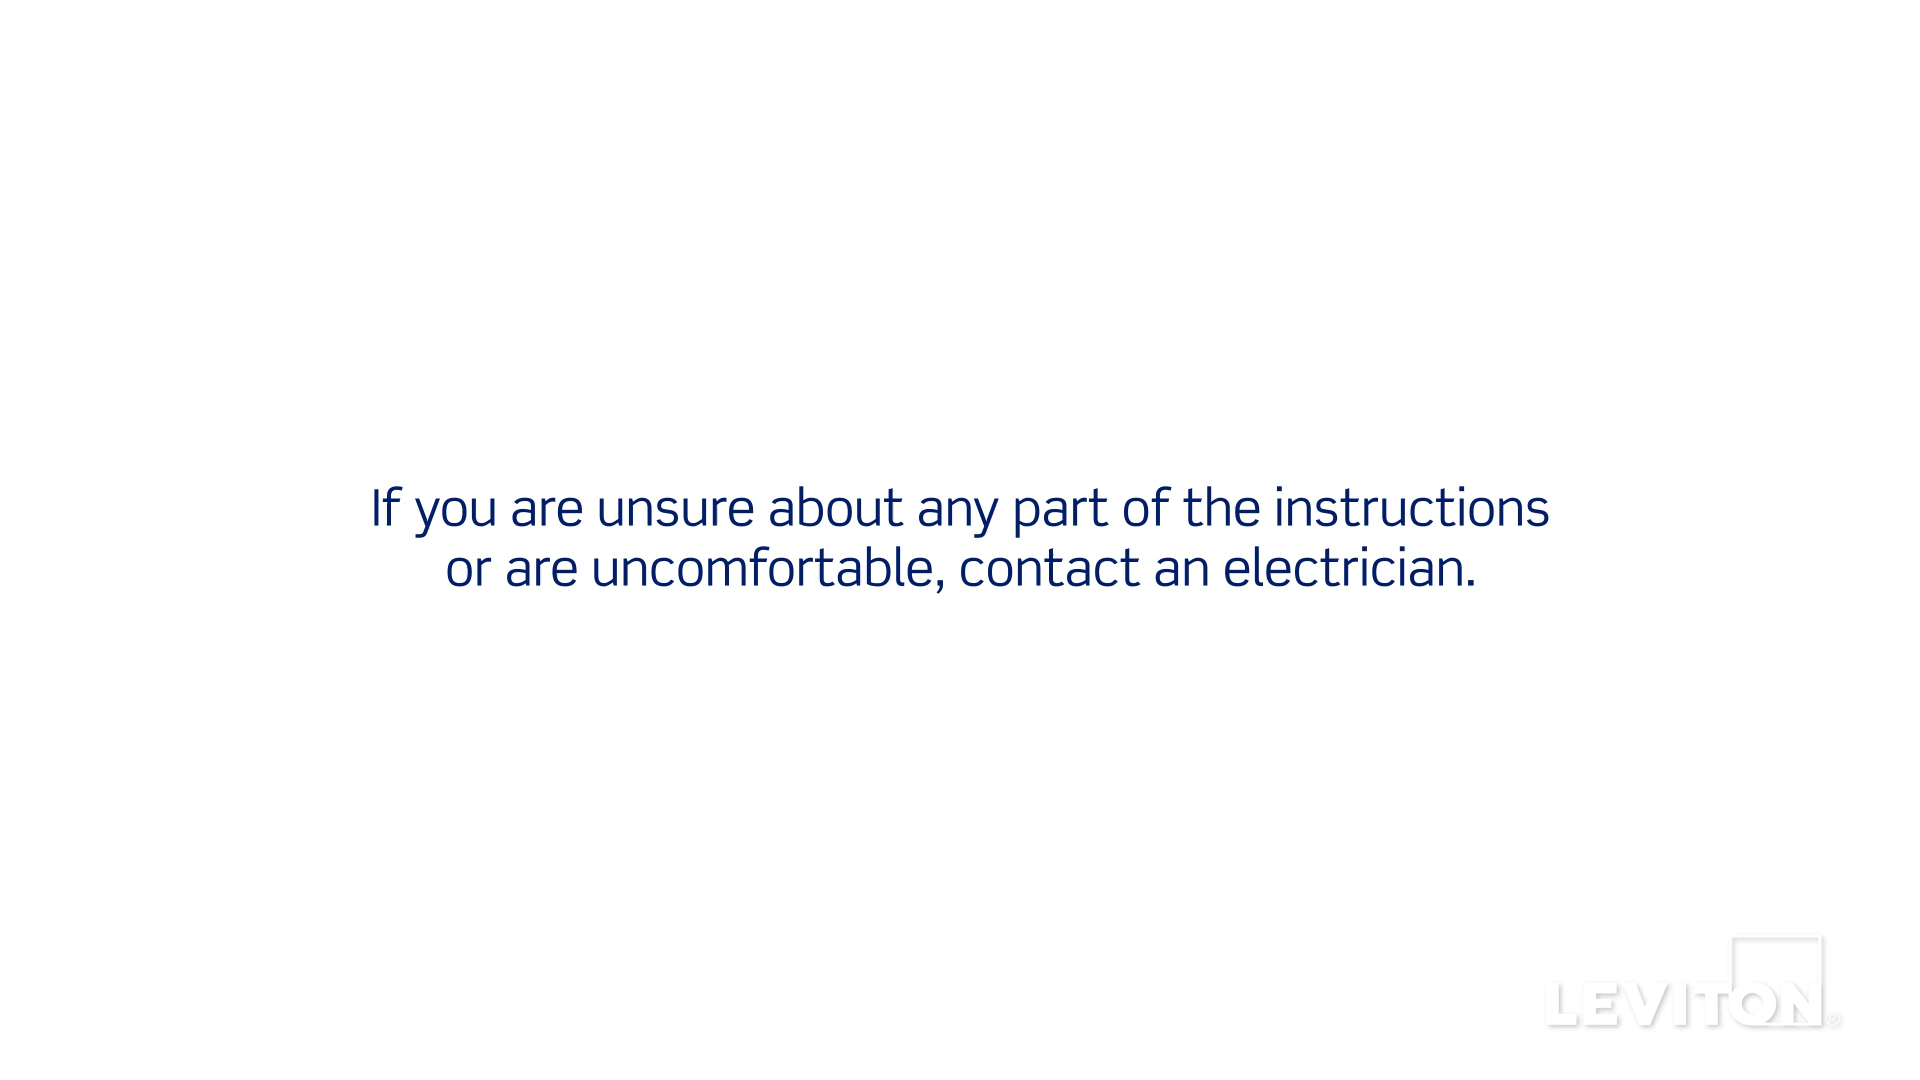 If you are unsure about any part of the instructions
or are uncomfortable, contact an electrician.
LEVITON®